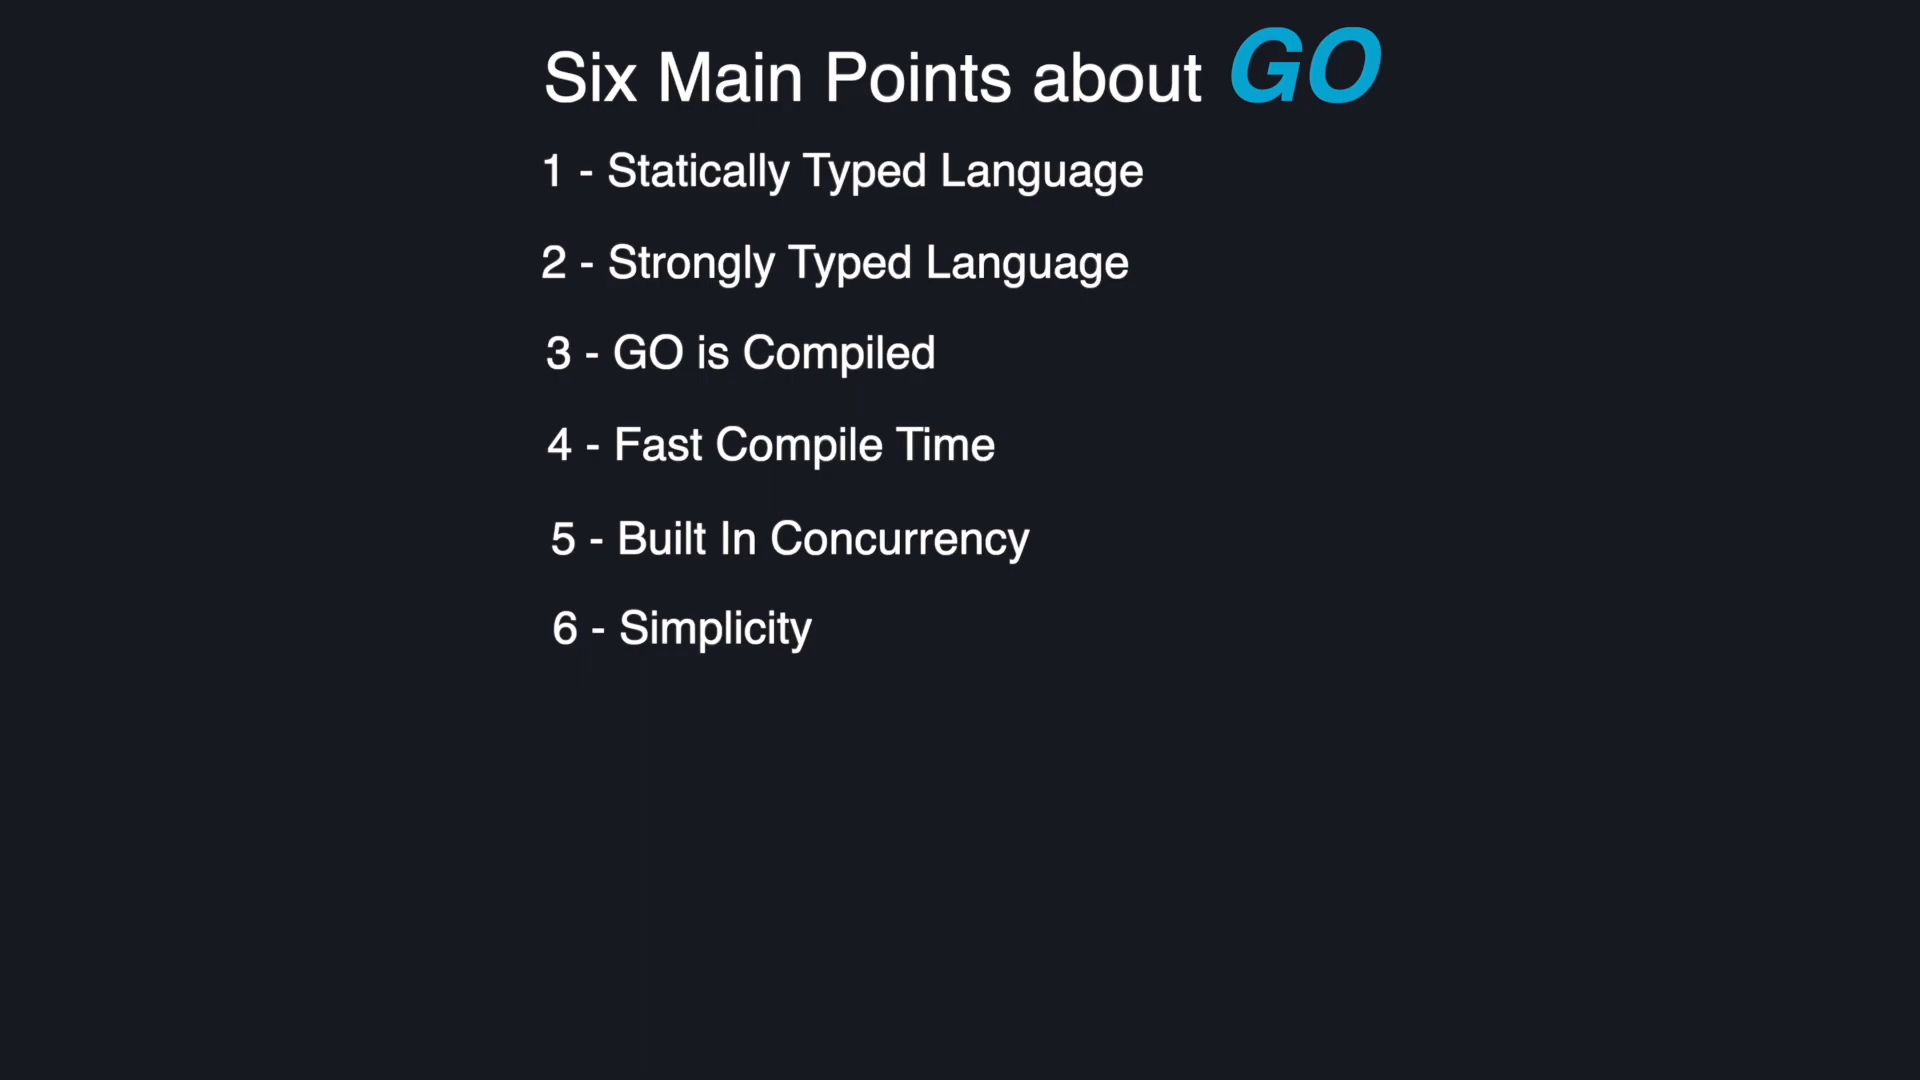 Six Main Points about GO
1 - Statically Typed Language
2 - Strongly Typed Language
3 - GO is Compiled
4 - Fast Compile Time
5 - Built In Concurrency
6 - Simplicity